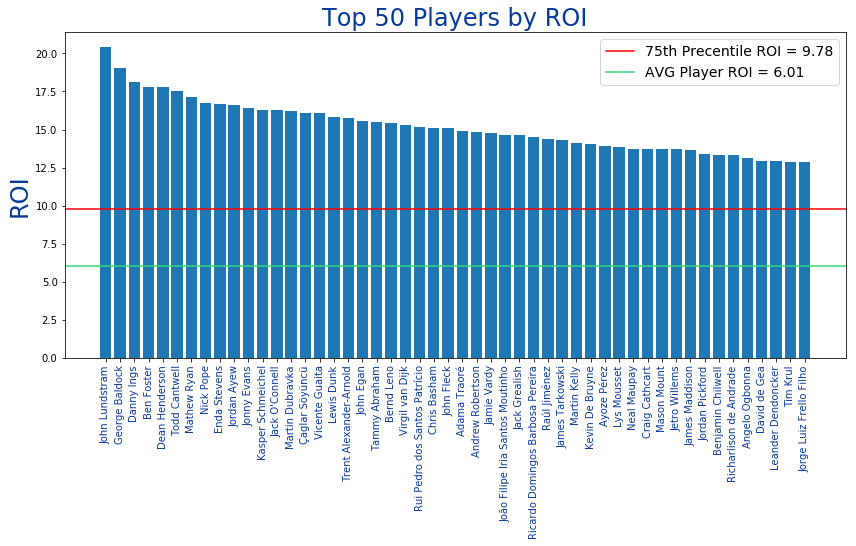 Top 50 Players by ROI
75th Precentile ROI = 9.78
AVG Player ROI = 6.01
ROI
20.0
17.5
15.0
12.5
10.0
7.5
5.0
2.5
0.0
John Lundstram
George Baldock
Danny Ings
Ben Foster
Dean Henderson
Todd Cantwell
Mathew Ryan
Nick Pope
Enda Stevens
Jordan Ayew
Jonny Evans
Kasper Schmeichel
Jack O'Connell
Martin Dubravka
Çaglar Söyüncü
Vicente Guaita
Lewis Dunk
Trent Alexander-Arnold
John Egan
Tammy Abraham
Bernd Leno
Virgil van Dijk
Rui Pedro dos Santos Patrício
Chris Basham
John Fleck
Adama Traoré
Andrew Robertson
Jamie Vardy
João Filipe Iria Santos Moutinho
Jack Grealish
Ricardo Domingos Barbosa Pereira
Raúl Jiménez
James Tarkowski
Martin Kelly
Kevin De Bruyne
Ayoze Pérez
Lys Mousset
Neal Maupay
Craig Cathcart
Mason Mount
Jetro Willems
James Maddison
Jordan Pickford
Benjamin Chilwell
Richarlison de Andrade
Angelo Ogbonna
David de Gea
Leander Dendoncker
Tim Krul
Jorge Luiz Frello Filho